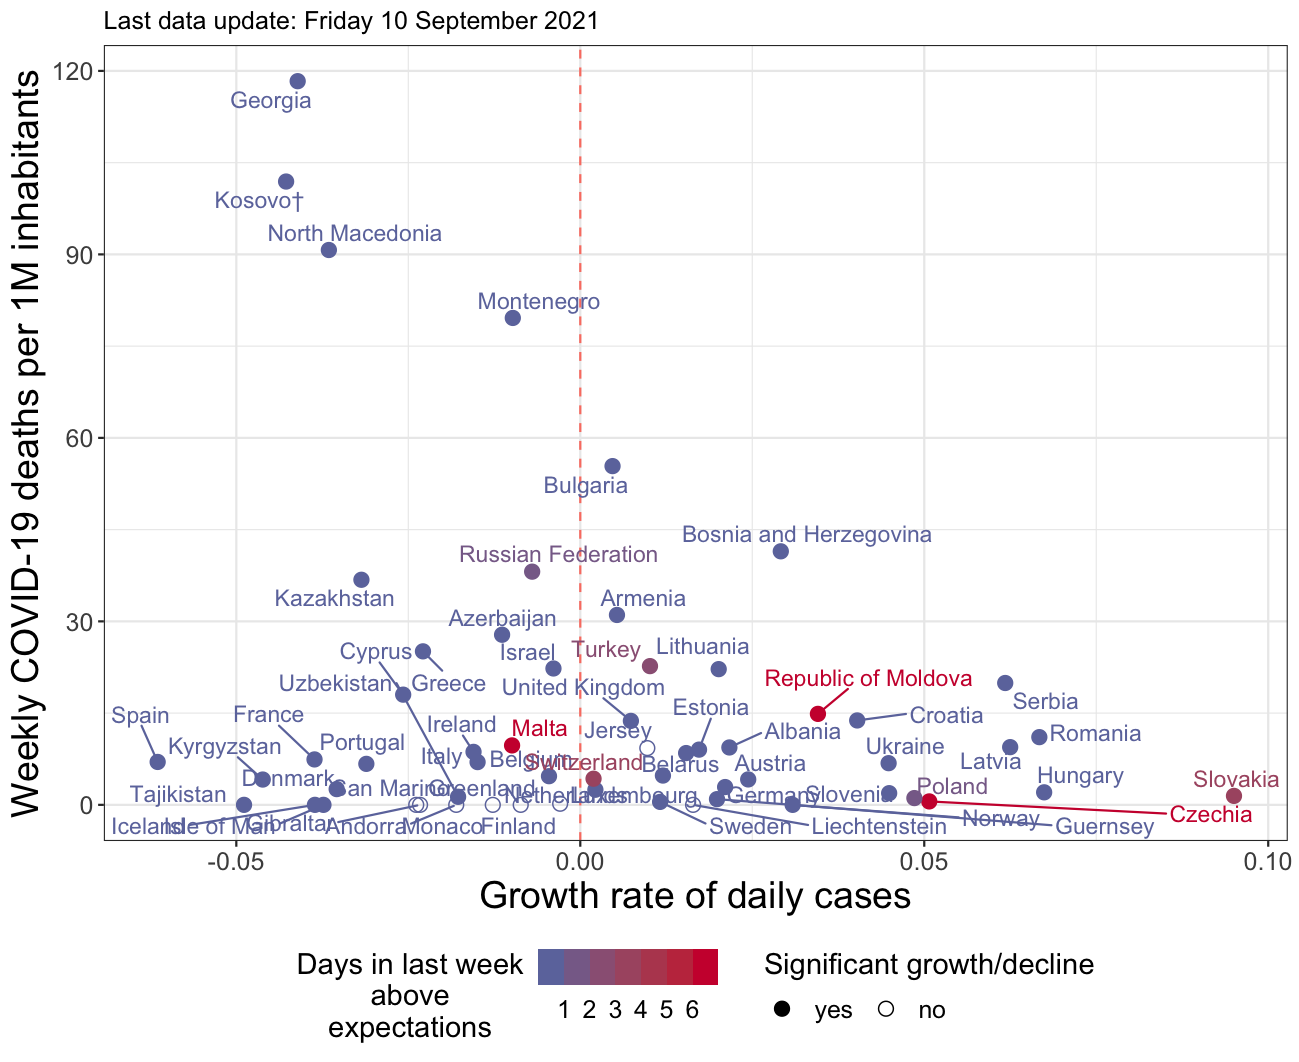 Last data update: Friday 10 September 2021
Weekly COVID-19 deaths per 1M inhabitants
120
90
60
30
0
Georgia
Kosovo†
North Macedonia
Montenegro
Bulgaria
Bosnia and Herzegovina
Russian Federation
Kazakhstan
Armenia
Azerbaijan
Cyprus
Israel
Turkey
Lithuania
Uzbekistan
Greece
United Kingdom
Republic of Moldova
Serbia
Spain
France
Ireland
Malta
Jersey
Estonia
Albania
Croatia
Romania
Kyrgyzstan
Portugal
Italy
Belgium
Switzerland
Belarus
Austria
Ukraine
Latvia
Hungary
Slovakia
Tajikistan
Denmark
San Marino
Greenland
Netherlands
Luxembourg
Germany
Slovenia
Poland
Norway
Czechia
Iceland
Isle of Man
Gibraltar
Andorra
Monaco
Finland
Sweden
Liechtenstein
Guernsey
-0.05
0.00
0.05
0.10
Growth rate of daily cases
Days in last week
above
expectations
1 2 3 4 5 6
Significant growth/decline
yes
no